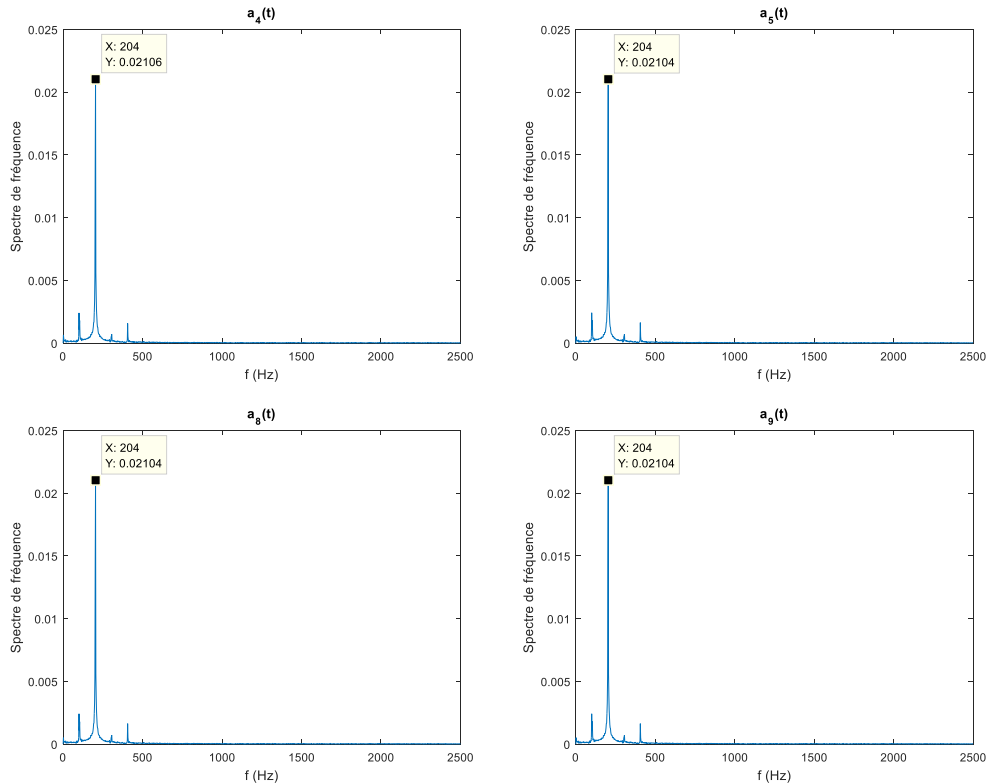 a4(t)
X: 204
Y: 0.02106
Spectre de fréquence
0.025
0.02
0.015
0.01
0.005
0
0 500 1000 1500 2000 2500
f (Hz)
a5(t)
X: 204
Y: 0.02104
Spectre de fréquence
0.025
0.02
0.015
0.01
0.005
0
0 500 1000 1500 2000 2500
f (Hz)
a8(t)
X: 204
Y: 0.02104
Spectre de fréquence
0.025
0.02
0.015
0.01
0.005
0
0 500 1000 1500 2000 2500
f (Hz)
a9(t)
X: 204
Y: 0.02104
Spectre de fréquence
0.025
0.02
0.015
0.01
0.005
0
0 500 1000 1500 2000 2500
f (Hz)